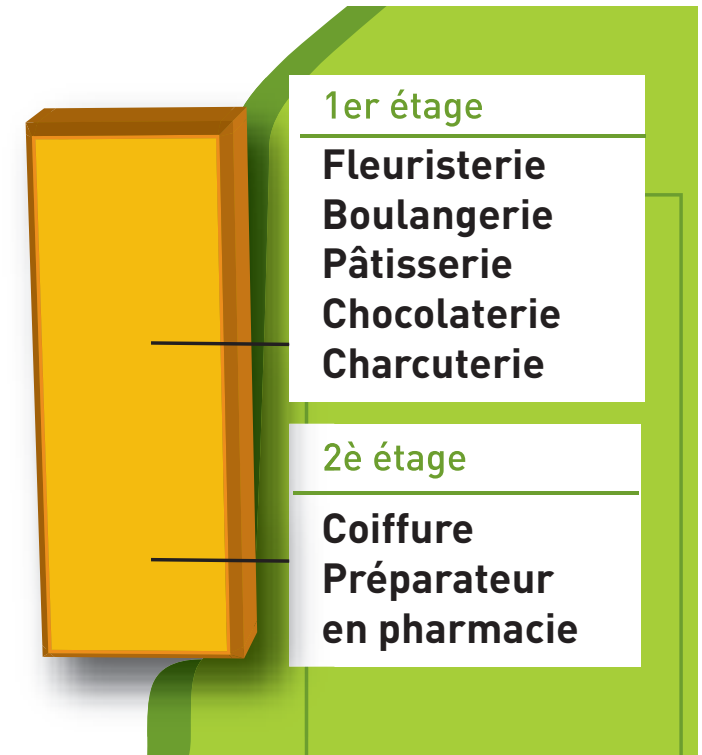 1er étage
Fleuristerie
Boulangerie
Pâtisserie
Chocolaterie
Charcuterie
2è étage
Coiffure
Préparateur
en pharmacie